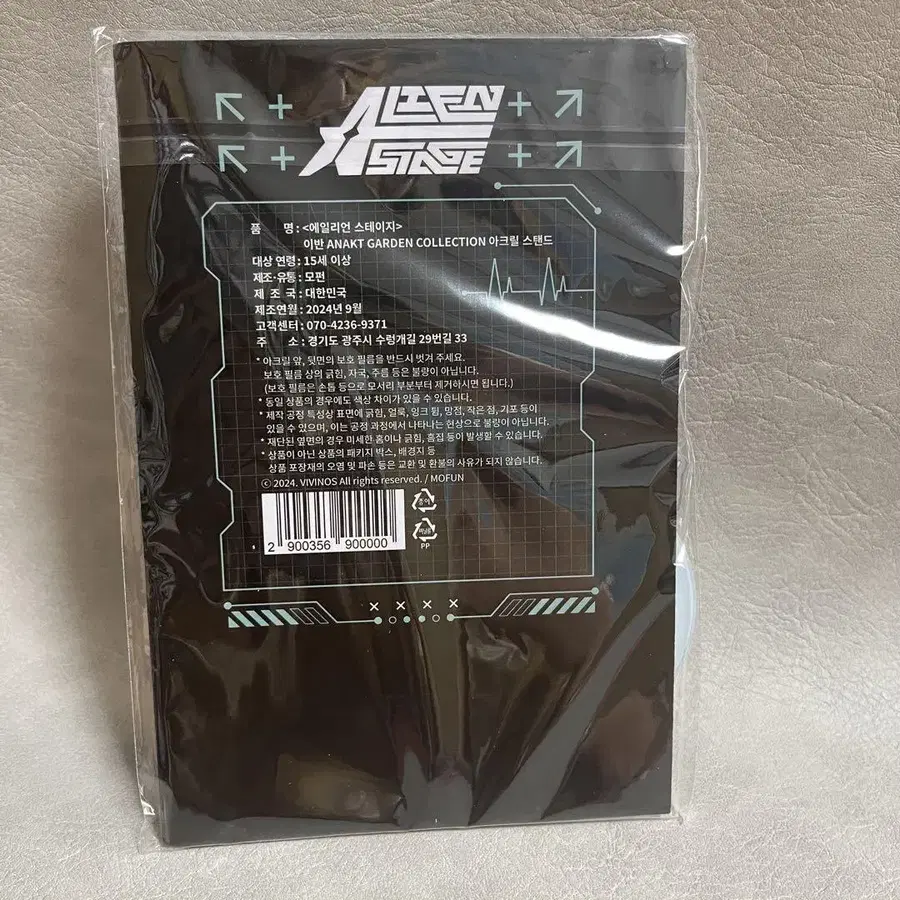 ALIEN
STAGE
품 명 : <에일리언 스테이지>
이반 ANAKT GARDEN COLLECTION 아크릴 스탠드
대상 연령 : 15세 이상
제조·유통 : 모펀
제 조 국 : 대한민국
제조연월 : 2024년 9월
고객센터 : 070-4236-9371
주 소 : 경기도 광주시 수렁개길 29번길 33
* 아크릴 앞, 뒷면의 보호 필름을 반드시 벗겨 주세요.
보호 필름 상의 긁힘, 자국, 주름 등은 불량이 아닙니다.
(보호 필름은 손톱 등으로 모서리 부분부터 제거하시면 됩니다.)
* 동일 상품의 경우에도 색상 차이가 있을 수 있습니다.
* 제작 공정 특성상 표면에 긁힘, 얼룩, 잉크 튐, 망점, 작은 점, 기포 등이
있을 수 있으며, 이는 공정 과정에서 나타나는 현상으로 불량이 아닙니다.
* 재단된 옆면의 경우 미세한 홈이나 긁힘, 흠집 등이 발생할 수 있습니다.
* 상품이 아닌 상품의 패키지 박스, 배경지 등
상품 포장재의 오염 및 파손 등은 교환 및 환불의 사유가 되지 않습니다.
ⓒ 2024. VIVINOS All rights reserved. / MOFUN
2 900356 900000
종이
비닐류
PP